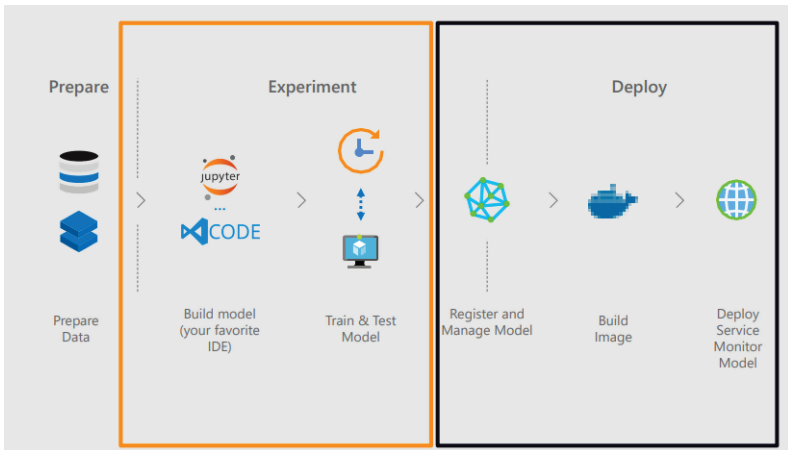 Prepare
Experiment
Deploy
jupyter
...
CODE
Prepare
Data
Build model
(your favorite
IDE)
Train & Test
Model
Register and
Manage Model
Build
Image
Deploy
Service
Monitor
Model